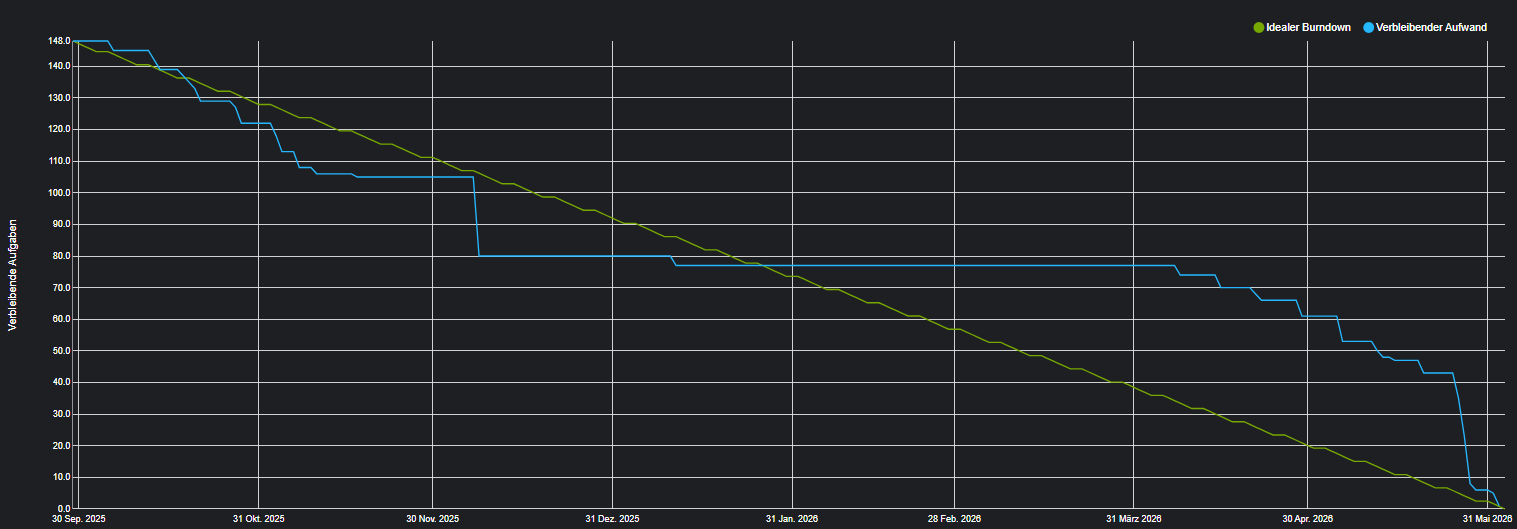 Idealer Burndown
Verbleibender Aufwand
148.0
140.0
130.0
120.0
110.0
100.0
90.0
80.0
70.0
60.0
50.0
40.0
30.0
20.0
10.0
0.0
Verbleibende Aufgaben
30 Sep. 2025
31 Okt. 2025
30 Nov. 2025
31 Dez. 2025
31 Jan. 2026
28 Feb. 2026
31 März 2026
30 Apr. 2026
31 Mai 2026